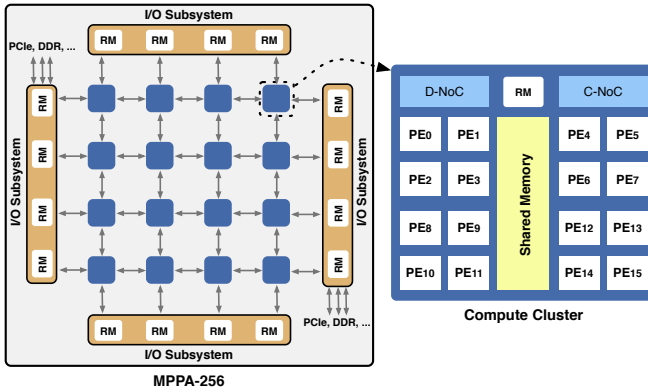 I/O Subsystem
RM RM RM RM
PCIe, DDR, ...
RM
RM
RM
RM
I/O Subsystem
RM
RM
RM
RM
I/O Subsystem
PCIe, DDR, ...
RM RM RM RM
I/O Subsystem
MPPA-256
D-NoC RM C-NoC
PE0 PE1 PE4 PE5
PE2 PE3 PE6 PE7
Shared Memory
PE8 PE9 PE12 PE13
PE10 PE11 PE14 PE15
Compute Cluster